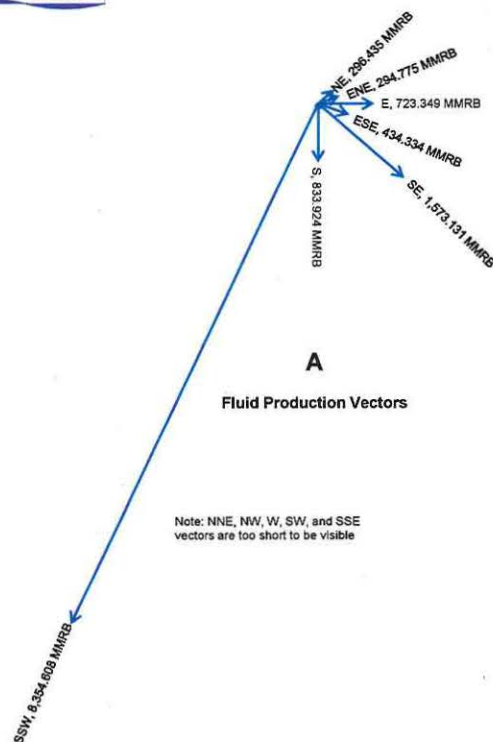 NE, 296.435 MMRB
ENE, 294.775 MMRB
E, 723.349 MMRB
ESE, 434.334 MMRB
SE, 1,573.131 MMRB
S, 833.924 MMRB
A
Fluid Production Vectors
Note: NNE, NW, W, SW, and SSE
vectors are too short to be visible
SSW, 8,354.608 MMRB